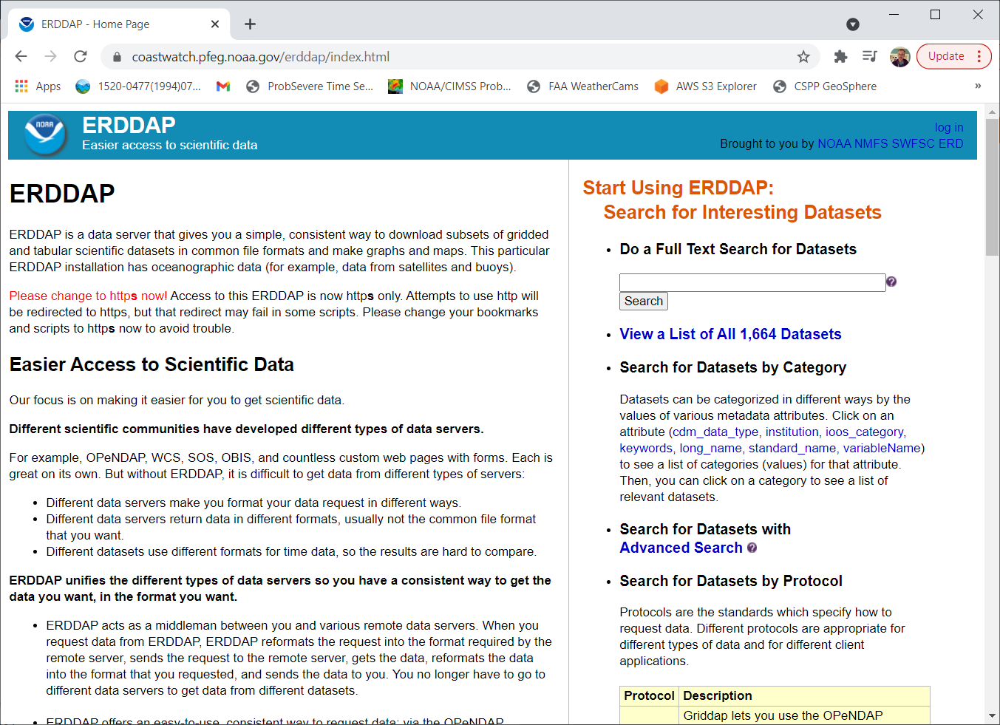 ERDDAP - Home Page
coastwatch.pfeg.noaa.gov/erddap/index.html
Update
Apps
1520-0477(1994)07...
ProbSevere Time Se...
NOAA/CIMSS Prob...
FAA WeatherCams
AWS S3 Explorer
CSPP GeoSphere
»
NOAA
ERDDAP
Easier access to scientific data
log in
Brought to you by NOAA NMFS SWFSC ERD
ERDDAP
ERDDAP is a data server that gives you a simple, consistent way to download subsets of gridded
and tabular scientific datasets in common file formats and make graphs and maps. This particular
ERDDAP installation has oceanographic data (for example, data from satellites and buoys).
Please change to https now! Access to this ERDDAP is now https only. Attempts to use http will
be redirected to https, but that redirect may fail in some scripts. Please change your bookmarks
and scripts to https now to avoid trouble.
Easier Access to Scientific Data
Our focus is on making it easier for you to get scientific data.
Different scientific communities have developed different types of data servers.
For example, OPeNDAP, WCS, SOS, OBIS, and countless custom web pages with forms. Each is
great on its own. But without ERDDAP, it is difficult to get data from different types of servers:
• Different data servers make you format your data request in different ways.
• Different data servers return data in different formats, usually not the common file format
that you want.
• Different datasets use different formats for time data, so the results are hard to compare.
ERDDAP unifies the different types of data servers so you have a consistent way to get the
data you want, in the format you want.
• ERDDAP acts as a middleman between you and various remote data servers. When you
request data from ERDDAP, ERDDAP reformats the request into the format required by the
remote server, sends the request to the remote server, gets the data, reformats the data
into the format that you requested, and sends the data to you. You no longer have to go to
different data servers to get data from different datasets.
• ERDDAP offers an easy-to-use, consistent way to request data: via the OPeNDAP
Start Using ERDDAP:
Search for Interesting Datasets
• Do a Full Text Search for Datasets
?
Search
• View a List of All 1,664 Datasets
• Search for Datasets by Category
Datasets can be categorized in different ways by the
values of various metadata attributes. Click on an
attribute (cdm_data_type, institution, ioos_category,
keywords, long_name, standard_name, variableName)
to see a list of categories (values) for that attribute.
Then, you can click on a category to see a list of
relevant datasets.
• Search for Datasets with
Advanced Search ?
• Search for Datasets by Protocol
Protocols are the standards which specify how to
request data. Different protocols are appropriate for
different types of data and for different client
applications.
Protocol Description
Griddap lets you use the OPeNDAP